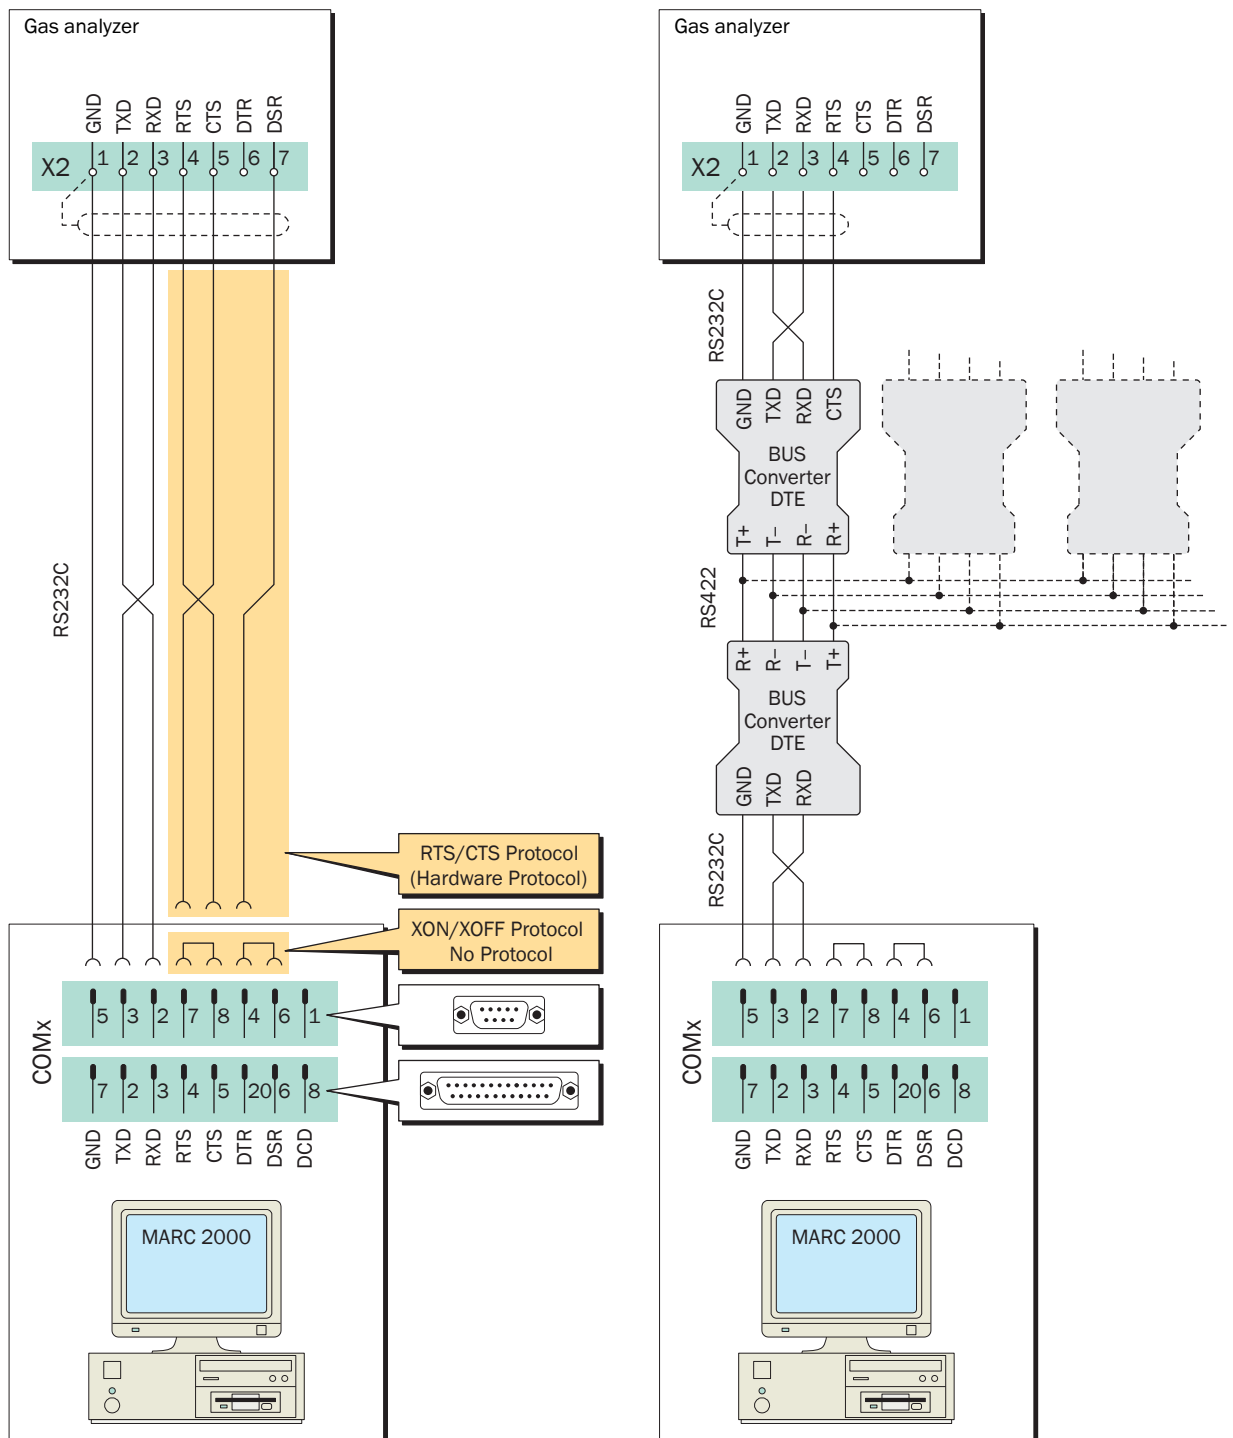 Gas analyzer
GND TXD RXD RTS CTS DTR DSR
X2 1 2 3 4 5 6 7
RS232C
RTS/CTS Protocol
(Hardware Protocol)
XON/XOFF Protocol
No Protocol
COMx
5 3 2 7 8 4 6 1
7 2 3 4 5 20 6 8
GND TXD RXD RTS CTS DTR DSR DCD
MARC 2000
Gas analyzer
GND TXD RXD RTS CTS DTR DSR
X2 1 2 3 4 5 6 7
RS232C
GND TXD RXD CTS
BUS
Converter
DTE
T+ T− R− R+
RS422
R+ R− T− T+
BUS
Converter
DTE
GND TXD RXD
RS232C
COMx
5 3 2 7 8 4 6 1
7 2 3 4 5 20 6 8
GND TXD RXD RTS CTS DTR DSR DCD
MARC 2000